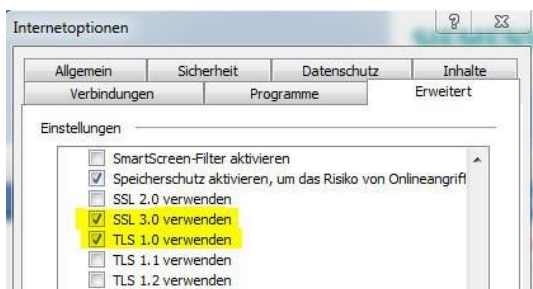 Internetoptionen
Allgemein Sicherheit Datenschutz Inhalte
Verbindungen Programme Erweitert
Einstellungen
SmartScreen-Filter aktivieren
Speicherschutz aktivieren, um das Risiko von Onlineangriff
SSL 2.0 verwenden
SSL 3.0 verwenden
TLS 1.0 verwenden
TLS 1.1 verwenden
TLS 1.2 verwenden